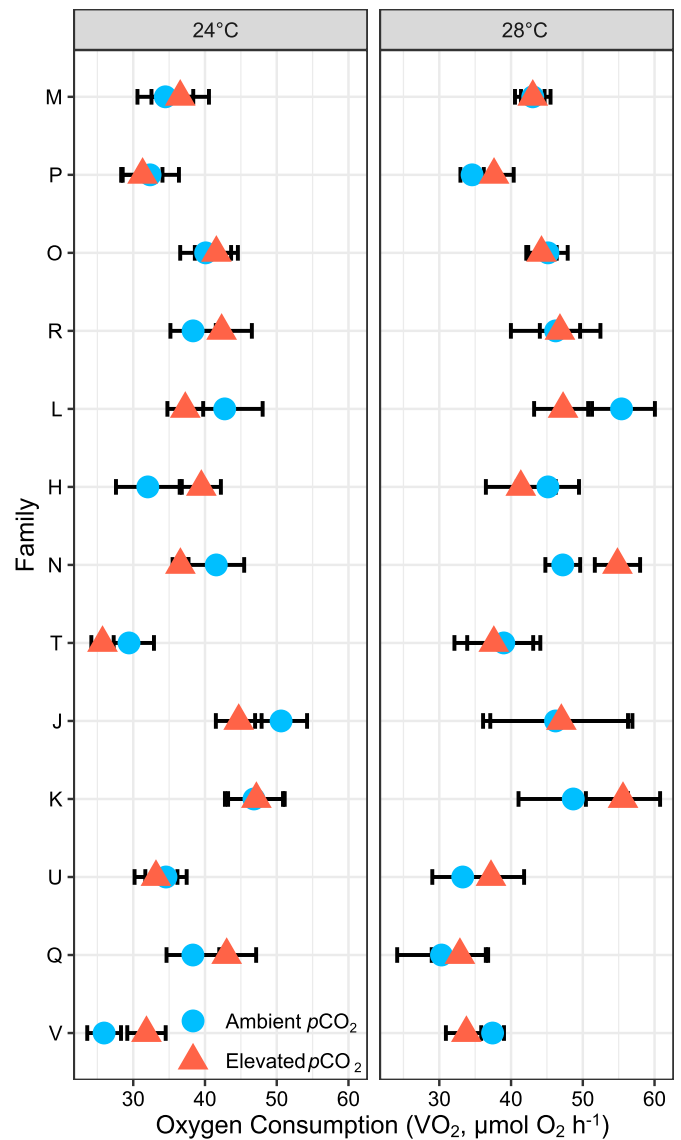 24°C 28°C
M
P
O
R
L
H
N
T
J
K
U
Q
V
Family
Ambient pCO₂
Elevated pCO₂
30 40 50 60 30 40 50 60
Oxygen Consumption (VO₂, μmol O₂ h⁻¹)